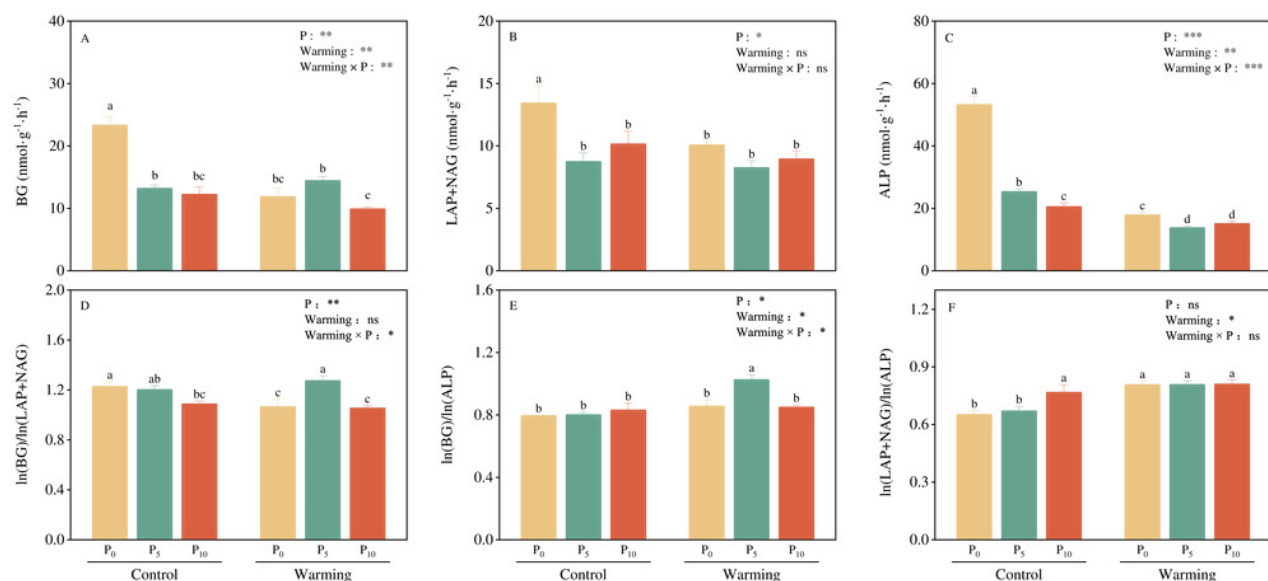 A
P : **
Warming : **
Warming × P : **
BG (nmol·g⁻¹·h⁻¹)
40
30
20
10
0
a
b
bc
bc
b
c
B
P : *
Warming : ns
Warming × P : ns
LAP+NAG (nmol·g⁻¹·h⁻¹)
20
15
10
5
0
a
b
b
b
b
b
C
P : ***
Warming : **
Warming × P : ***
ALP (nmol·g⁻¹·h⁻¹)
80
60
40
20
0
a
b
c
c
d
d
D
P : **
Warming : ns
Warming × P : *
ln(BG)/ln(LAP+NAG)
2.0
1.6
1.2
0.8
0.4
0.0
a
ab
bc
c
a
c
P₀ P₅ P₁₀ P₀ P₅ P₁₀
Control Warming
E
P : *
Warming : *
Warming × P : *
ln(BG)/ln(ALP)
1.6
1.2
0.8
0.4
0.0
b
b
b
b
a
b
P₀ P₅ P₁₀ P₀ P₅ P₁₀
Control Warming
F
P : ns
Warming : *
Warming × P : ns
ln(LAP+NAG)/ln(ALP)
1.2
0.9
0.6
0.3
0.0
b
b
a
a
a
a
P₀ P₅ P₁₀ P₀ P₅ P₁₀
Control Warming